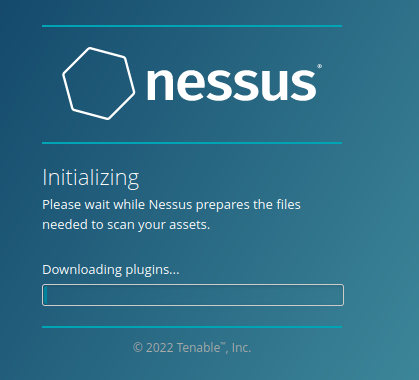 nessus®
Initializing
Please wait while Nessus prepares the files
needed to scan your assets.
Downloading plugins...
© 2022 Tenable™, Inc.